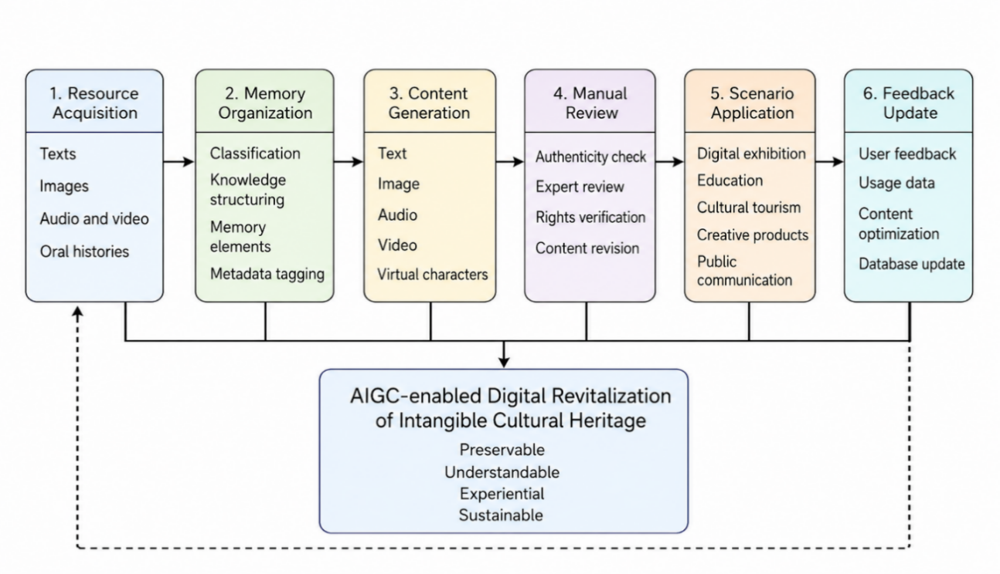 1. Resource
Acquisition
Texts
Images
Audio and video
Oral histories
2. Memory
Organization
Classification
Knowledge
structuring
Memory
elements
Metadata tagging
3. Content
Generation
Text
Image
Audio
Video
Virtual characters
4. Manual
Review
Authenticity check
Expert review
Rights verification
Content revision
5. Scenario
Application
Digital exhibition
Education
Cultural tourism
Creative products
Public
communication
6. Feedback
Update
User feedback
Usage data
Content
optimization
Database update
AIGC-enabled Digital Revitalization
of Intangible Cultural Heritage
Preservable
Understandable
Experiential
Sustainable